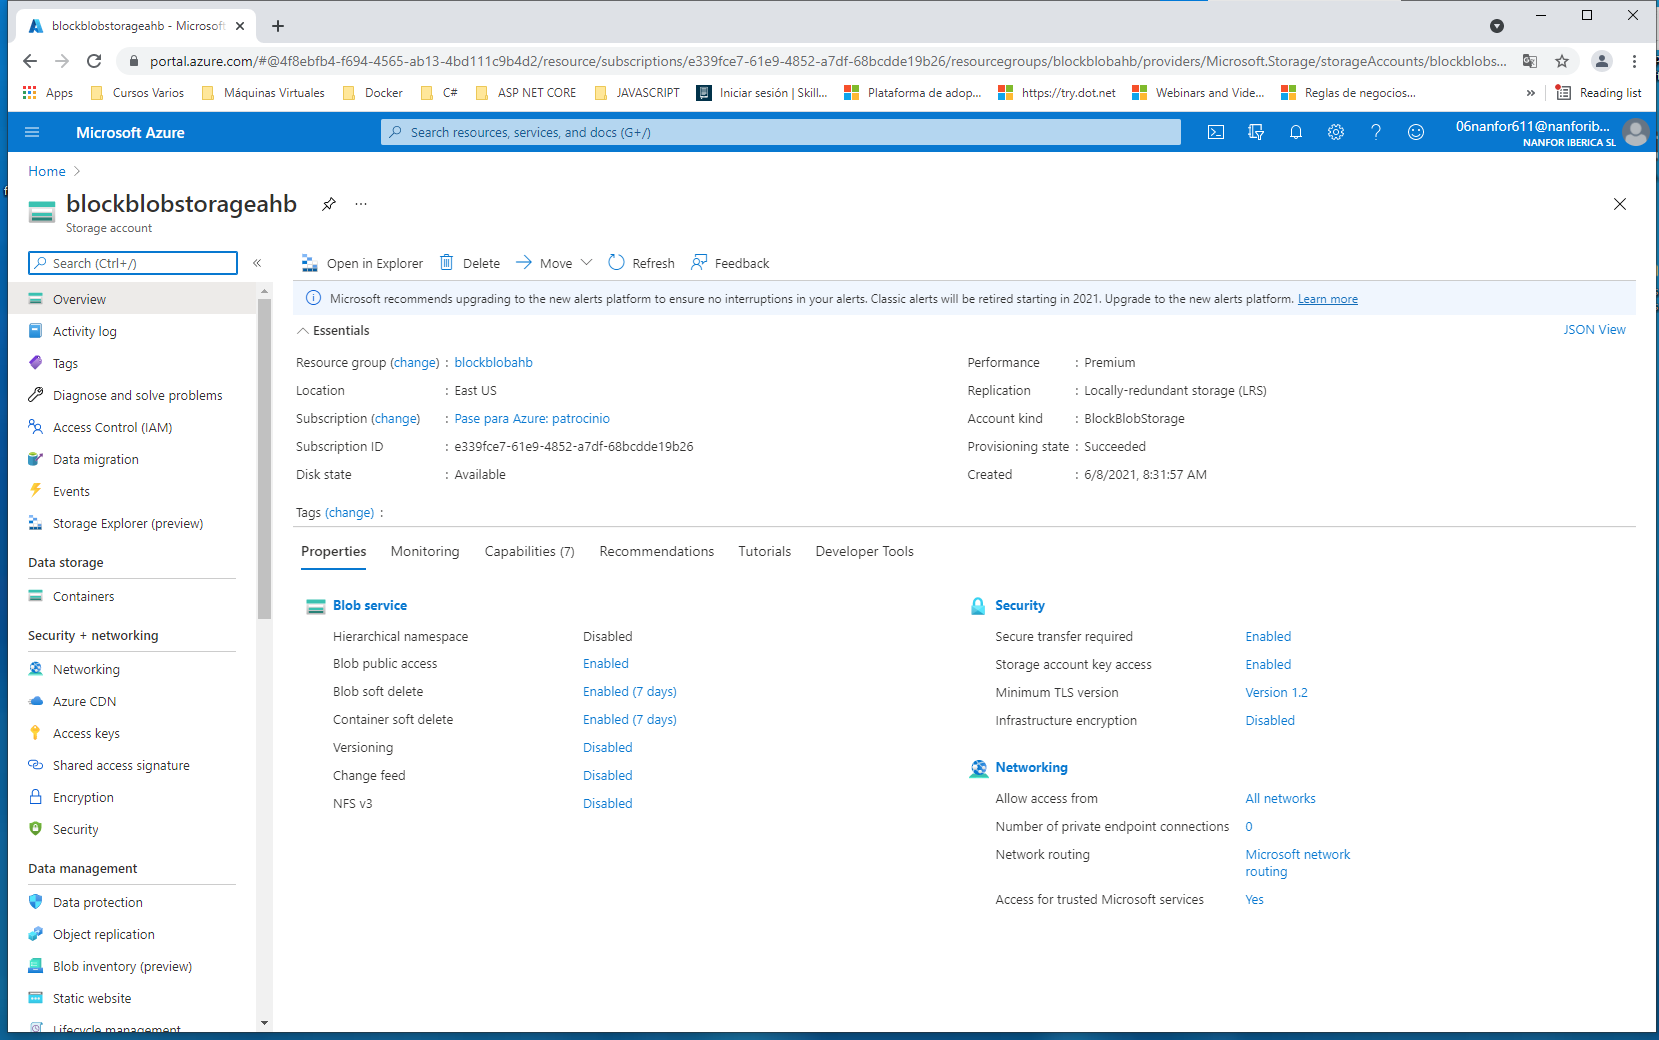 blockblobstorageahb - Microsoft
portal.azure.com/#@4f8ebfb4-f694-4565-ab13-4bd111c9b4d2/resource/subscriptions/e339fce7-61e9-4852-a7df-68bcdde19b26/resourcegroups/blockblobahb/providers/Microsoft.Storage/storageAccounts/blockblobs...
Apps Cursos Varios Máquinas Virtuales Docker C# ASP NET CORE JAVASCRIPT Iniciar sesión | Skill... Plataforma de adop... https://try.dot.net Webinars and Vide... Reglas de negocios... » Reading list
Microsoft Azure
Search resources, services, and docs (G+/)
06nanfor611@nanforib...
NANFOR IBERICA SL
Home
blockblobstorageahb
Storage account
Search (Ctrl+/)
Overview
Activity log
Tags
Diagnose and solve problems
Access Control (IAM)
Data migration
Events
Storage Explorer (preview)
Data storage
Containers
Security + networking
Networking
Azure CDN
Access keys
Shared access signature
Encryption
Security
Data management
Data protection
Object replication
Blob inventory (preview)
Static website
Lifecycle management
Open in Explorer Delete Move Refresh Feedback
Microsoft recommends upgrading to the new alerts platform to ensure no interruptions in your alerts. Classic alerts will be retired starting in 2021. Upgrade to the new alerts platform. Learn more
Essentials
JSON View
Resource group (change) : blockblobahb
Location : East US
Subscription (change) : Pase para Azure: patrocinio
Subscription ID : e339fce7-61e9-4852-a7df-68bcdde19b26
Disk state : Available
Performance : Premium
Replication : Locally-redundant storage (LRS)
Account kind : BlockBlobStorage
Provisioning state : Succeeded
Created : 6/8/2021, 8:31:57 AM
Tags (change) :
Properties Monitoring Capabilities (7) Recommendations Tutorials Developer Tools
Blob service
Hierarchical namespace Disabled
Blob public access Enabled
Blob soft delete Enabled (7 days)
Container soft delete Enabled (7 days)
Versioning Disabled
Change feed Disabled
NFS v3 Disabled
Security
Secure transfer required Enabled
Storage account key access Enabled
Minimum TLS version Version 1.2
Infrastructure encryption Disabled
Networking
Allow access from All networks
Number of private endpoint connections 0
Network routing Microsoft network
routing
Access for trusted Microsoft services Yes